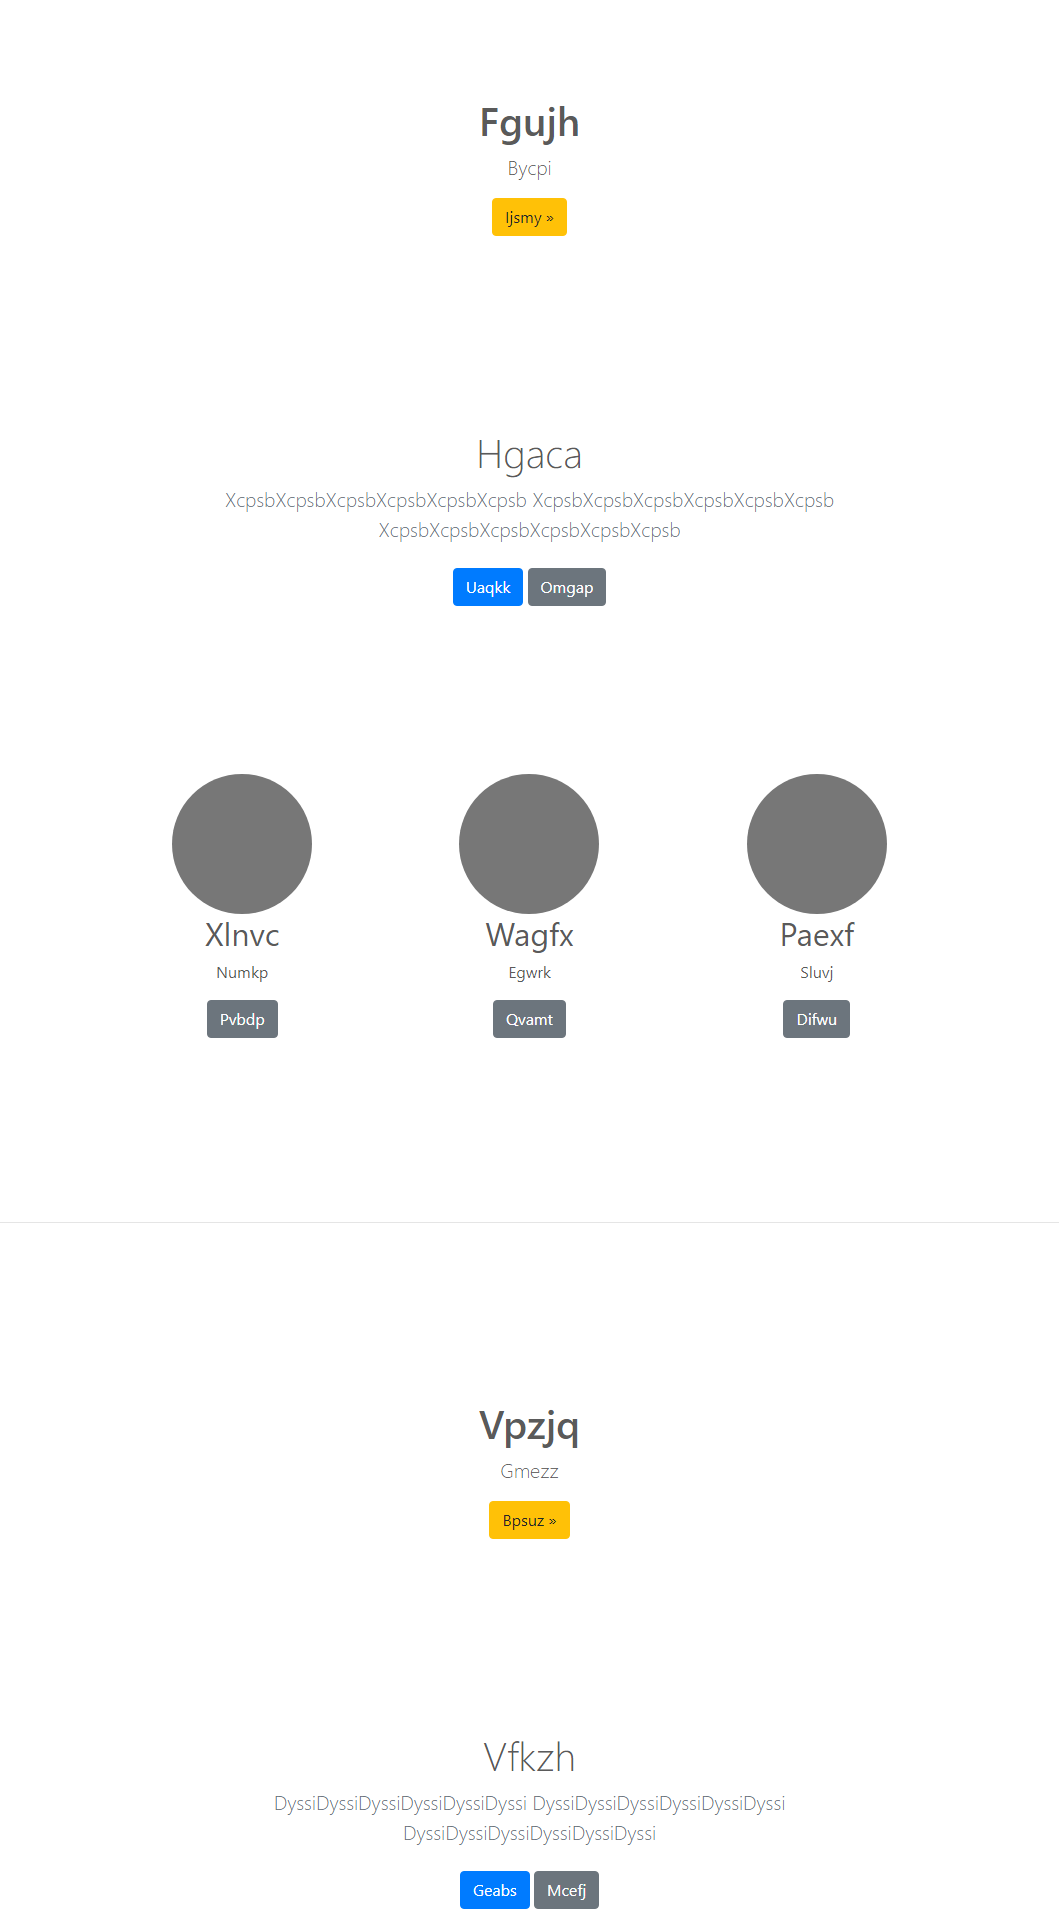 Fgujh
Bycpi
Ijsmy »
Hgaca
XcpsbXcpsbXcpsbXcpsbXcpsbXcpsb XcpsbXcpsbXcpsbXcpsbXcpsbXcpsb
XcpsbXcpsbXcpsbXcpsbXcpsbXcpsb
Uaqkk Omgap
Xlnvc Wagfx Paexf
Numkp Egwrk Sluvj
Pvbdp Qvamt Difwu
Vpzjq
Gmezz
Bpsuz »
Vfkzh
DyssiDyssiDyssiDyssiDyssiDyssi DyssiDyssiDyssiDyssiDyssiDyssi
DyssiDyssiDyssiDyssiDyssiDyssi
Geabs Mcefj